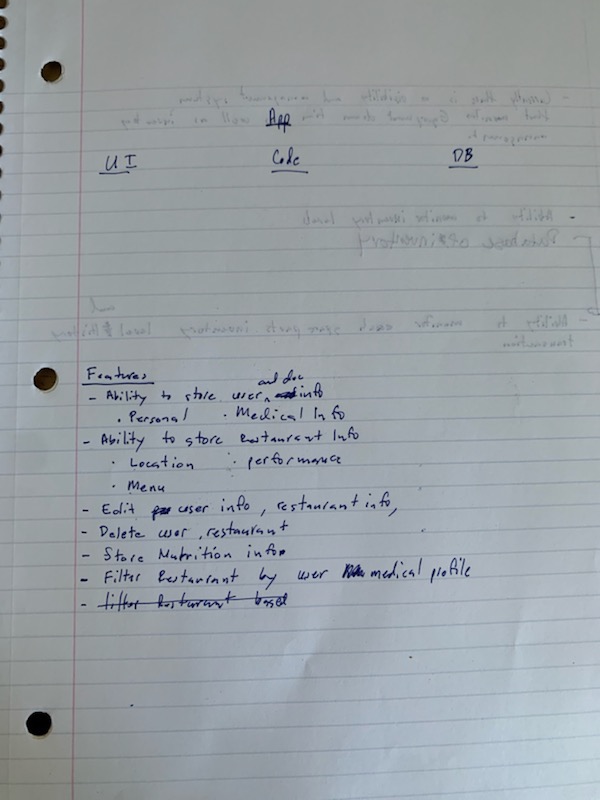 App
UI Code DB
Features
and doc
- Ability to store user info
· Personal · Medical Info
- Ability to store Restaurant Info
· Location · performance
· Menu
- Edit user info, restaurant info,
- Delete user, restaurant
- Store Nutrition info
- Filter Restaurant by user medical profile
- filter Restaurant based